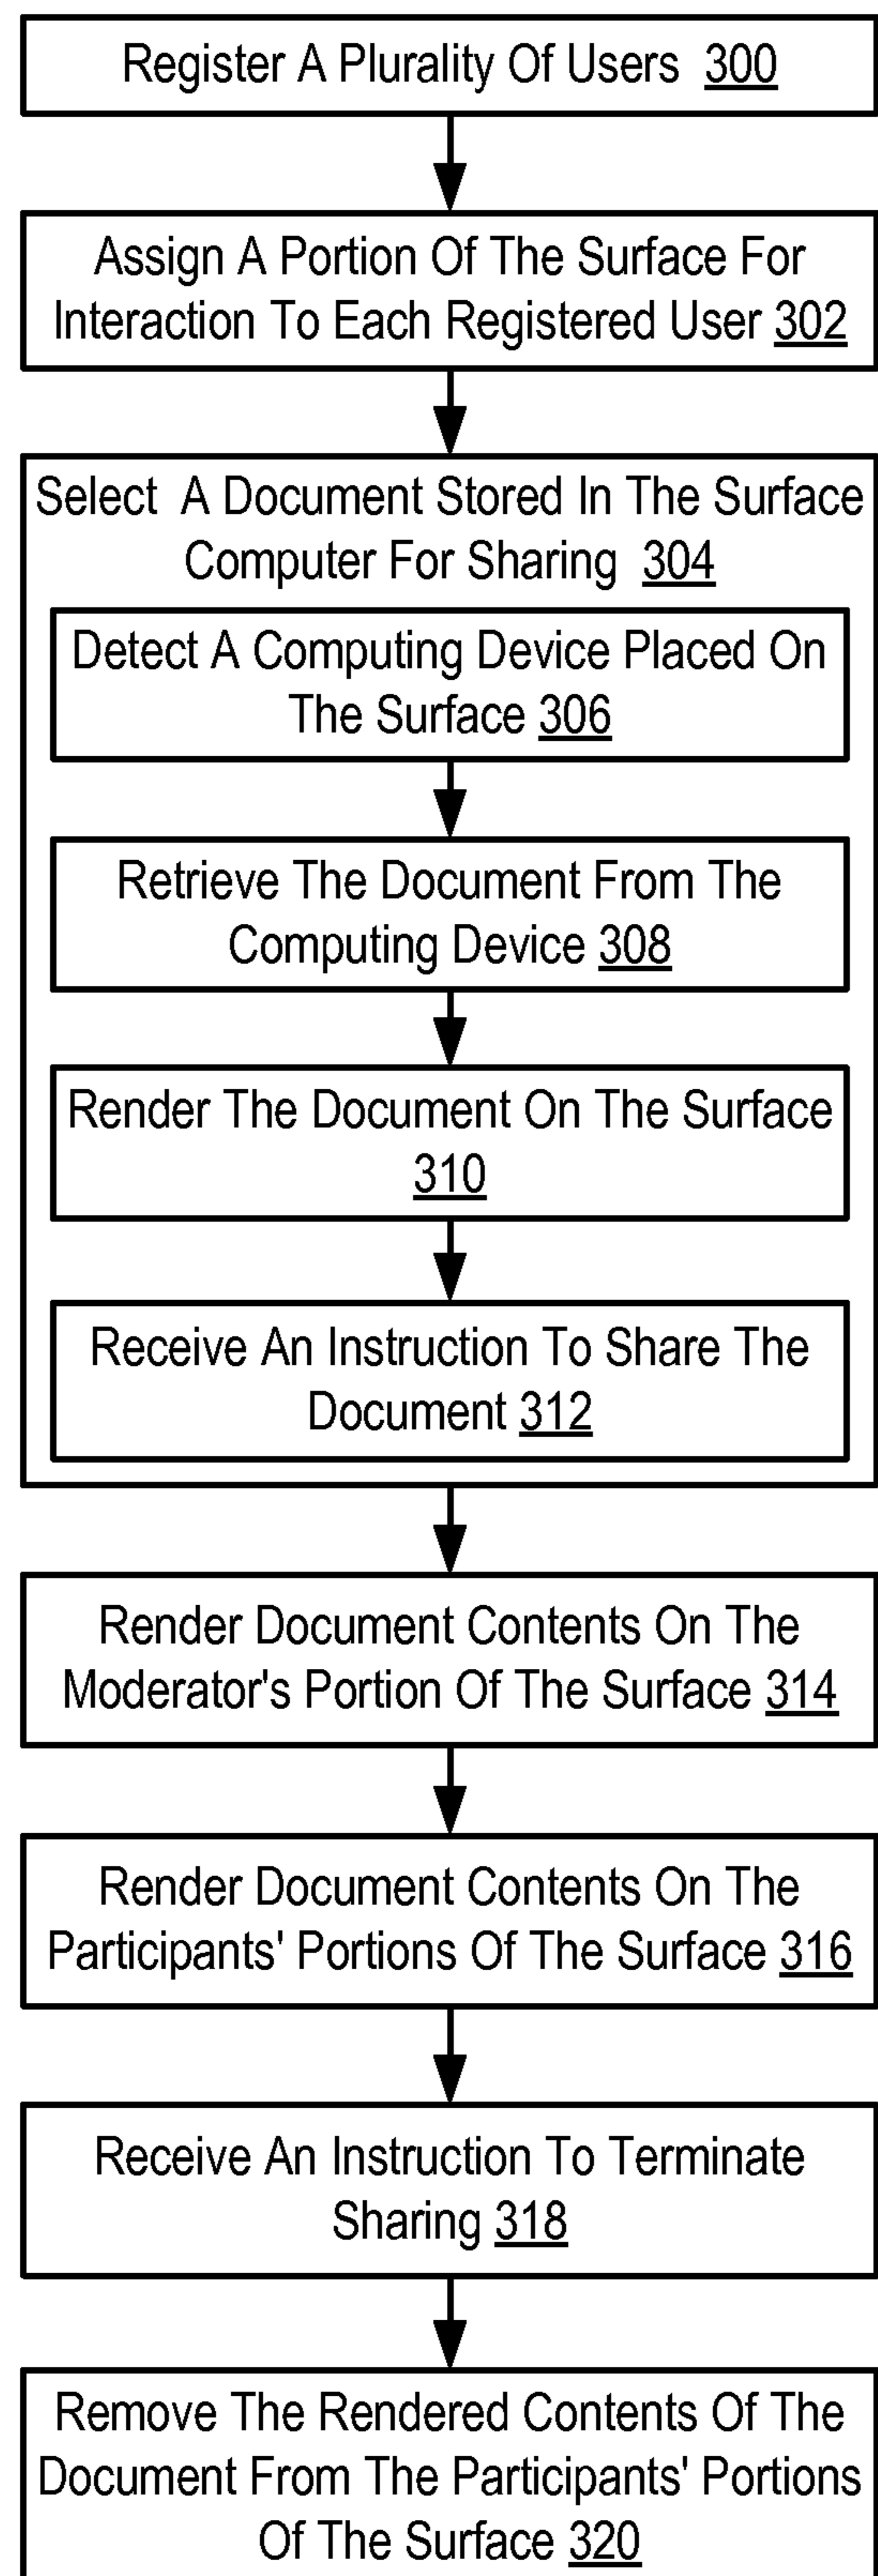 Register A Plurality Of Users 300
Assign A Portion Of The Surface For
Interaction To Each Registered User 302
Select A Document Stored In The Surface
Computer For Sharing 304
Detect A Computing Device Placed On
The Surface 306
Retrieve The Document From The
Computing Device 308
Render The Document On The Surface
310
Receive An Instruction To Share The
Document 312
Render Document Contents On The
Moderator's Portion Of The Surface 314
Render Document Contents On The
Participants' Portions Of The Surface 316
Receive An Instruction To Terminate
Sharing 318
Remove The Rendered Contents Of The
Document From The Participants' Portions
Of The Surface 320